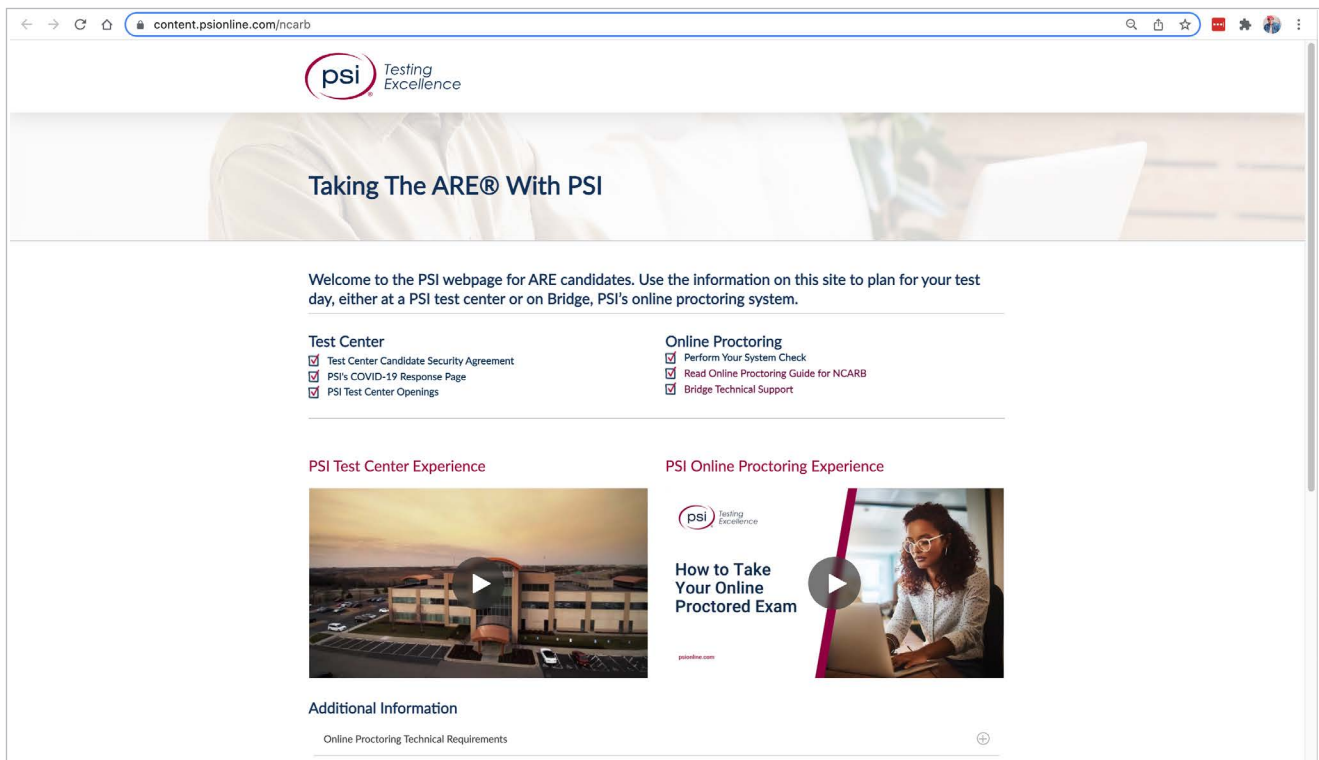 content.psionline.com/ncarb
psi Testing
Excellence
Taking The ARE® With PSI
Welcome to the PSI webpage for ARE candidates. Use the information on this site to plan for your test
day, either at a PSI test center or on Bridge, PSI's online proctoring system.
Test Center
Test Center Candidate Security Agreement
PSI's COVID-19 Response Page
PSI Test Center Openings
Online Proctoring
Perform Your System Check
Read Online Proctoring Guide for NCARB
Bridge Technical Support
PSI Test Center Experience
PSI Online Proctoring Experience
psi Testing
Excellence
How to Take
Your Online
Proctored Exam
psionline.com
Additional Information
Online Proctoring Technical Requirements